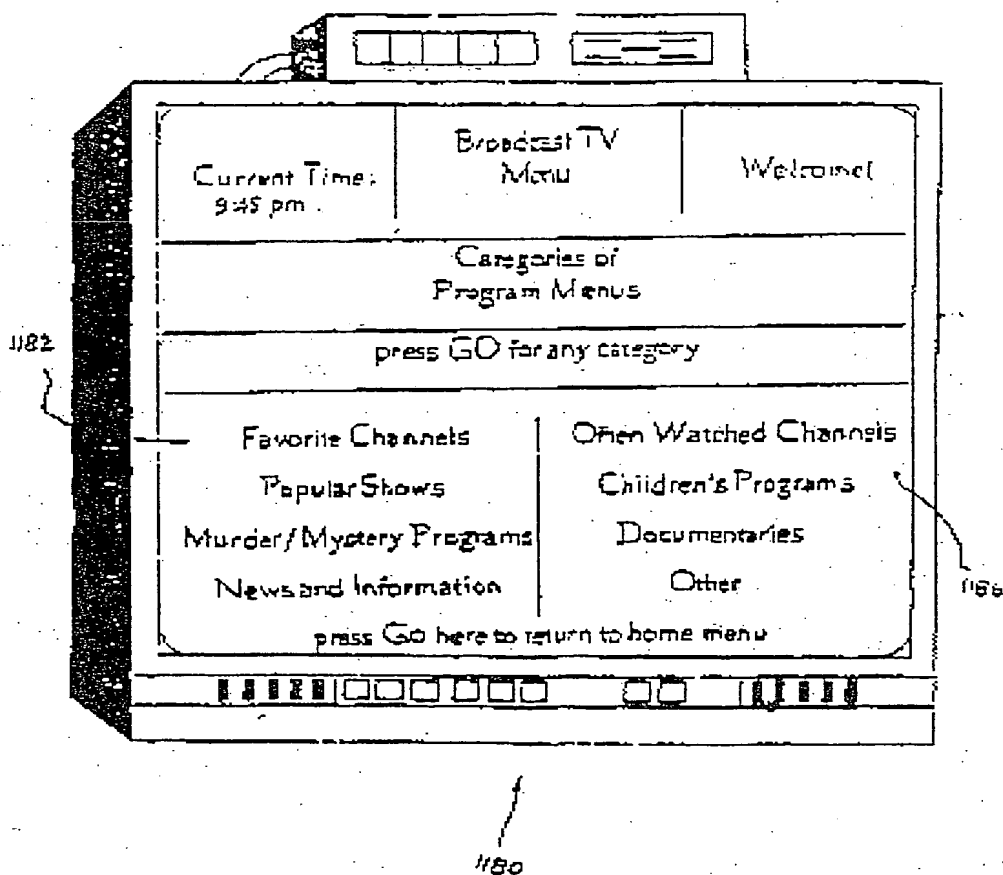 Broadcast TV
Menu
Current Time:
9:45 pm
Welcome!
Categories of
Program Menus
press GO for any category
1182
Favorite Channels
Often Watched Channels
Popular Shows
Children's Programs
Murder/Mystery Programs
Documentaries
News and Information
Other
1186
press Go here to return to home menu
1180